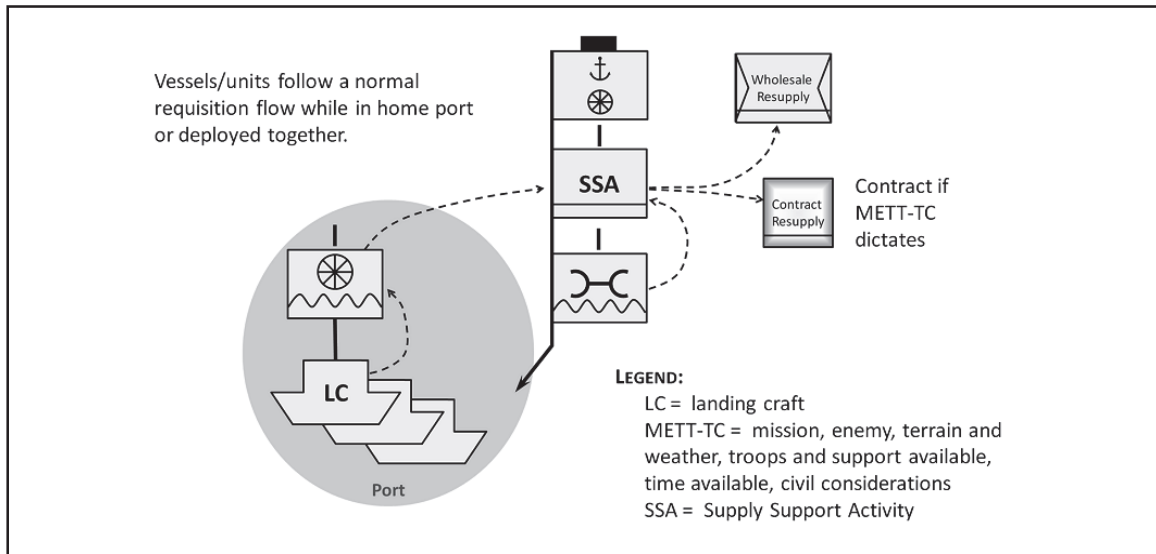 Vessels/units follow a normal
requisition flow while in home port
or deployed together.
Wholesale
Resupply
SSA
Contract
Resupply
Contract if
METT-TC
dictates
LC
Port
LEGEND:
LC = landing craft
METT-TC = mission, enemy, terrain and
weather, troops and support available,
time available, civil considerations
SSA = Supply Support Activity